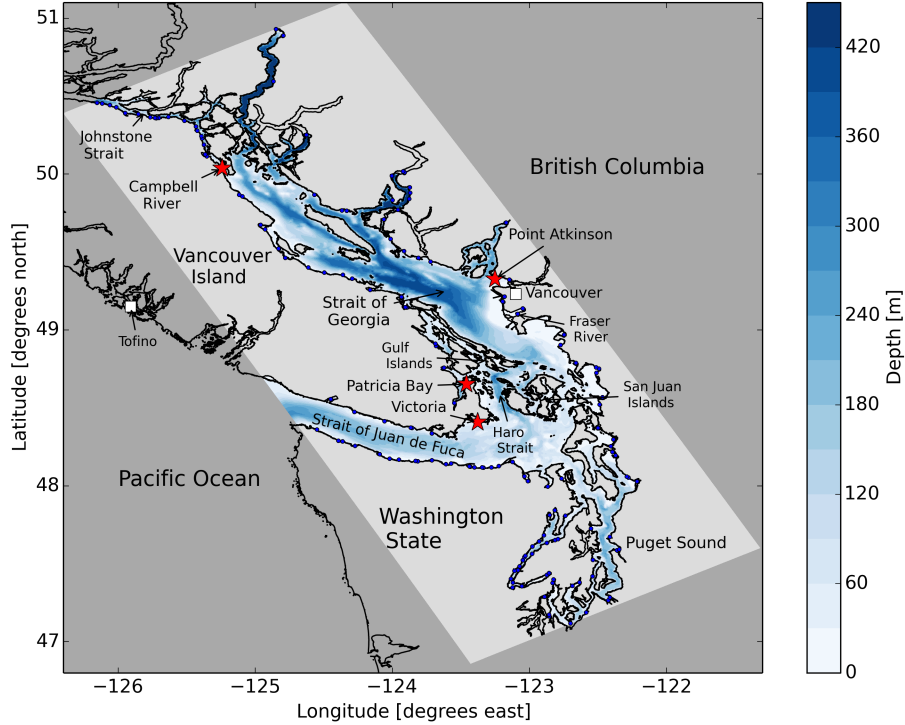 51
50
49
48
47
Latitude [degrees north]
British Columbia
Johnstone
Strait
Campbell
River
Point Atkinson
Vancouver
Island
Vancouver
Strait of
Georgia
Fraser
River
Tofino
Gulf
Islands
Patricia Bay
San Juan
Islands
Victoria
Strait of Juan de Fuca
Haro
Strait
Pacific Ocean
Washington
State
Puget Sound
−126
−125
−124
−123
−122
Longitude [degrees east]
420
360
300
240
180
120
60
0
Depth [m]